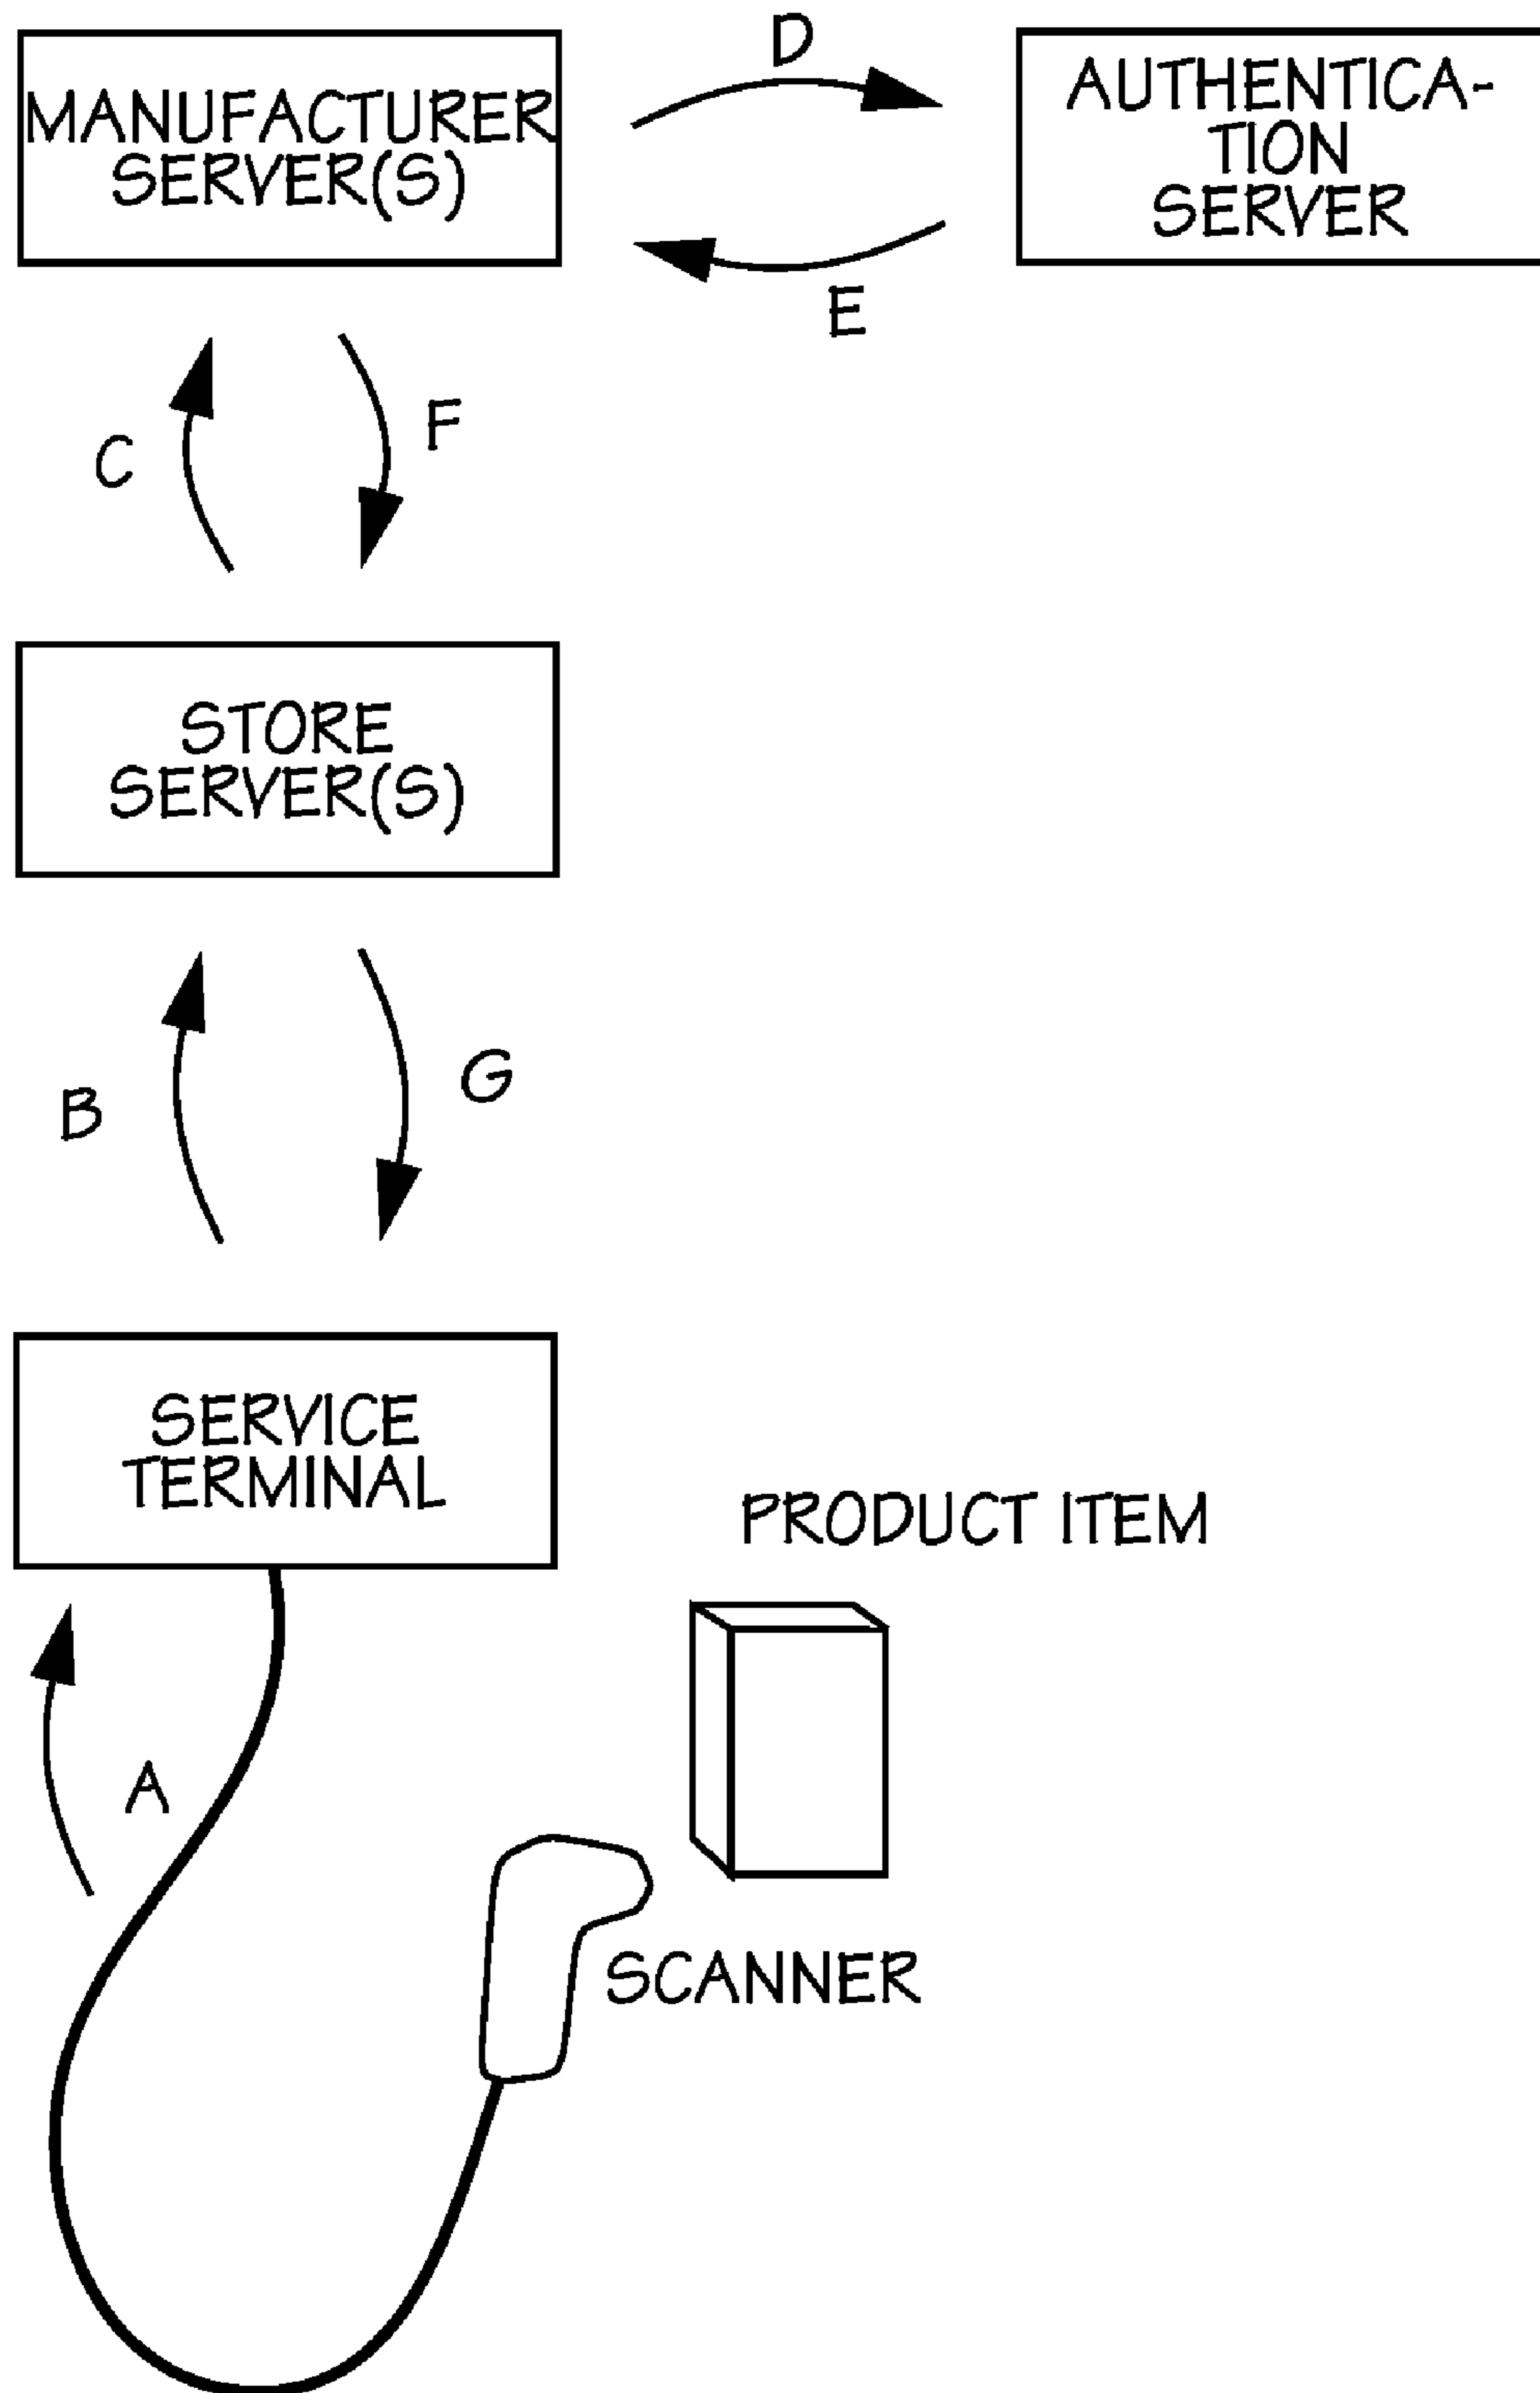 D
MANUFACTURER
SERVER(S)
AUTHENTICA-
TION
SERVER
E
C
F
STORE
SERVER(S)
B
G
SERVICE
TERMINAL
PRODUCT ITEM
A
SCANNER